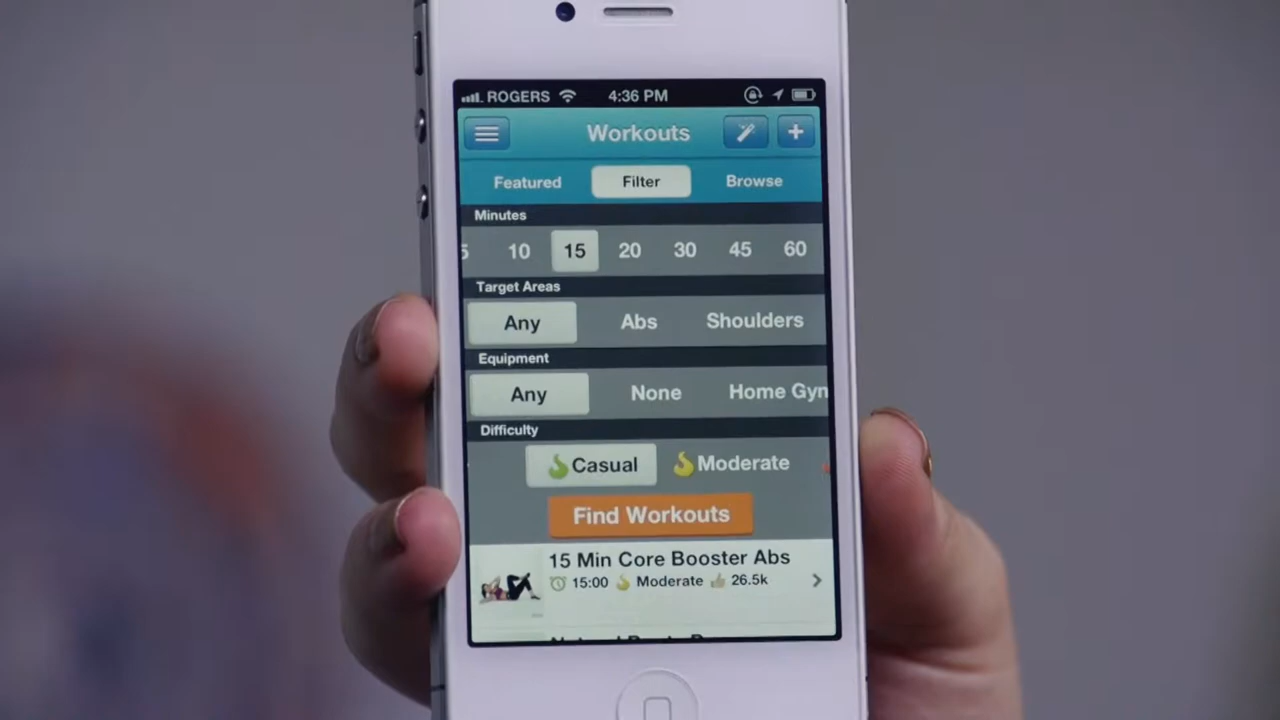 ROGERS 4:36 PM
Workouts
Featured Filter Browse
Minutes
5 10 15 20 30 45 60
Target Areas
Any Abs Shoulders
Equipment
Any None Home Gym
Difficulty
Casual Moderate
Find Workouts
15 Min Core Booster Abs
15:00 Moderate 26.5k